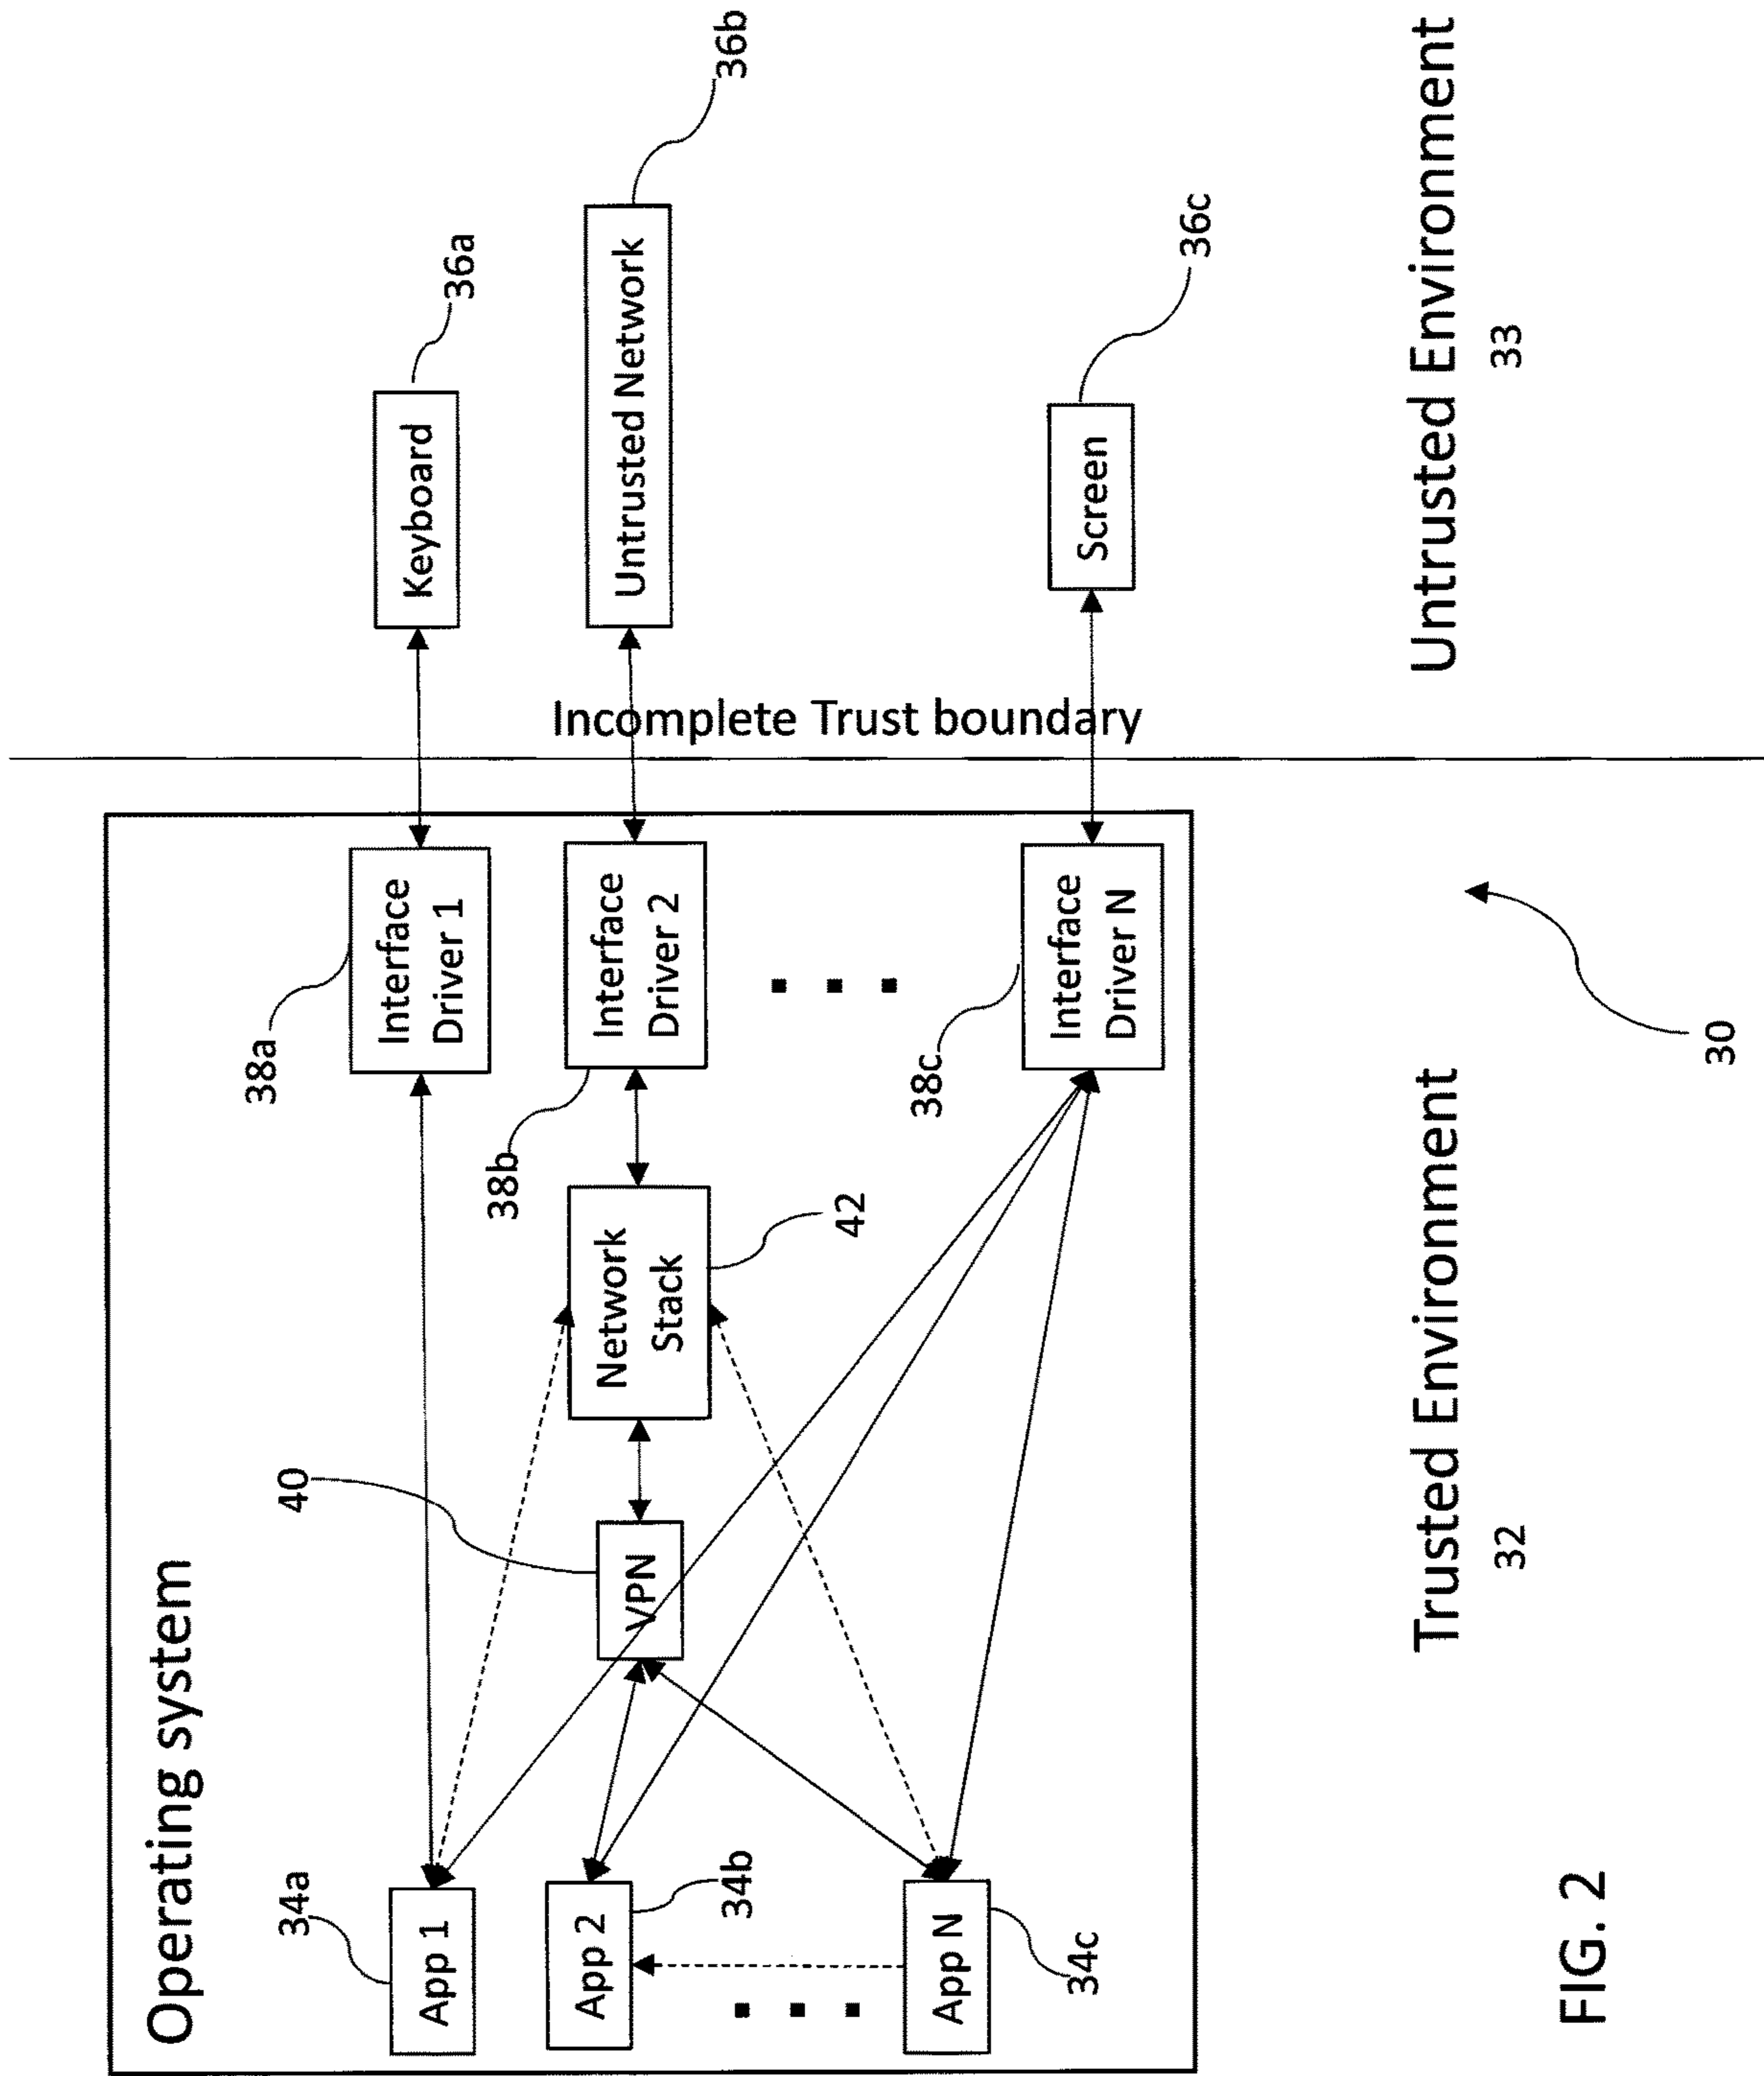 Operating system
34a
App 1
38a
Interface
Driver 1
Keyboard
36a
40
VPN
Network
Stack
42
38b
Interface
Driver 2
Untrusted Network
36b
App 2
34b
Incomplete Trust boundary
App N
34c
38c
Interface
Driver N
Screen
36c
Trusted Environment
32
Untrusted Environment
33
30
FIG. 2